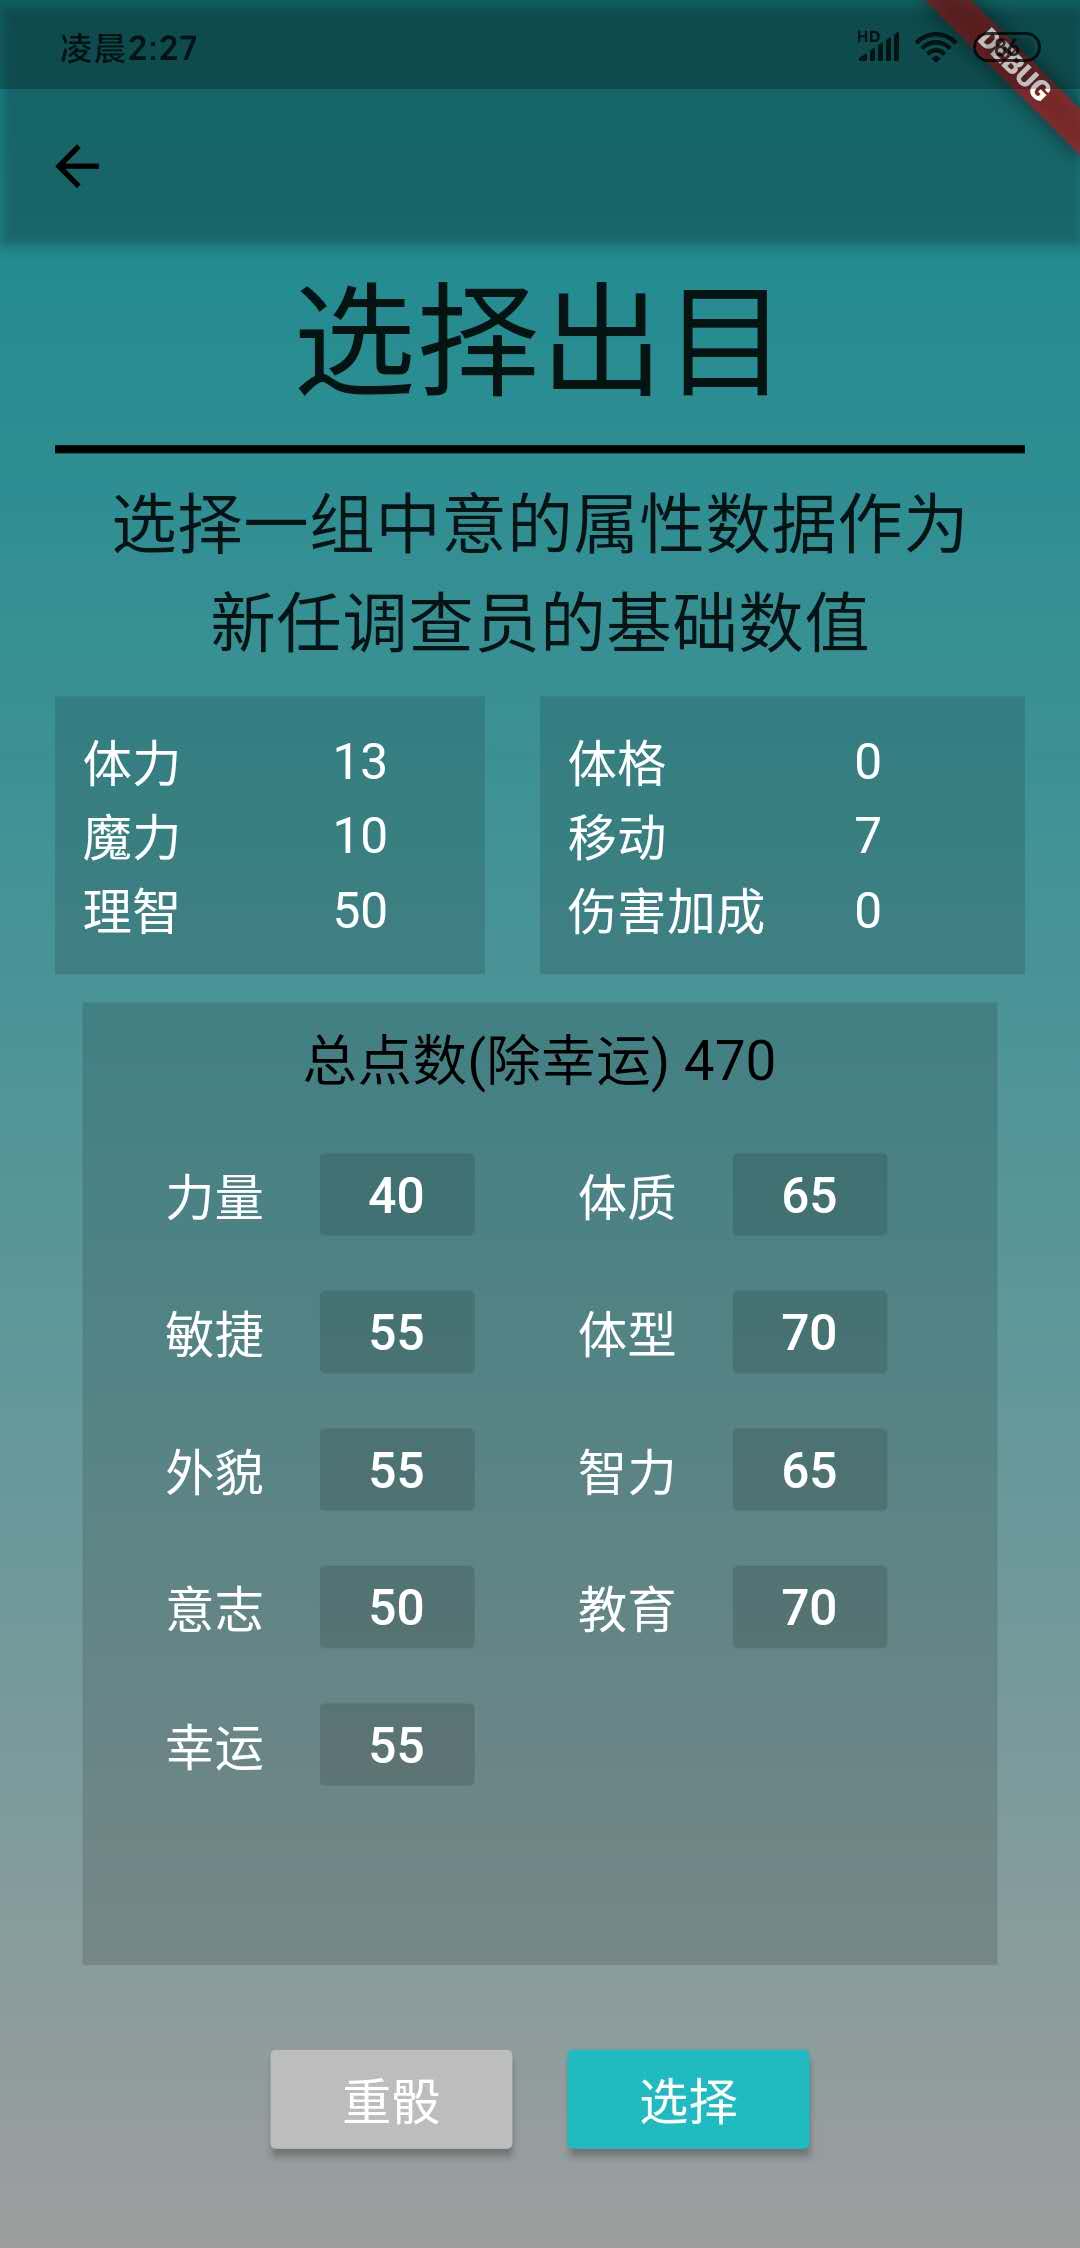 凌晨2:27
HD
DEBUG
选择出目
选择一组中意的属性数据作为
新任调查员的基础数值
体力 13
魔力 10
理智 50
体格 0
移动 7
伤害加成 0
总点数(除幸运) 470
力量 40 体质 65
敏捷 55 体型 70
外貌 55 智力 65
意志 50 教育 70
幸运 55
重骰 选择